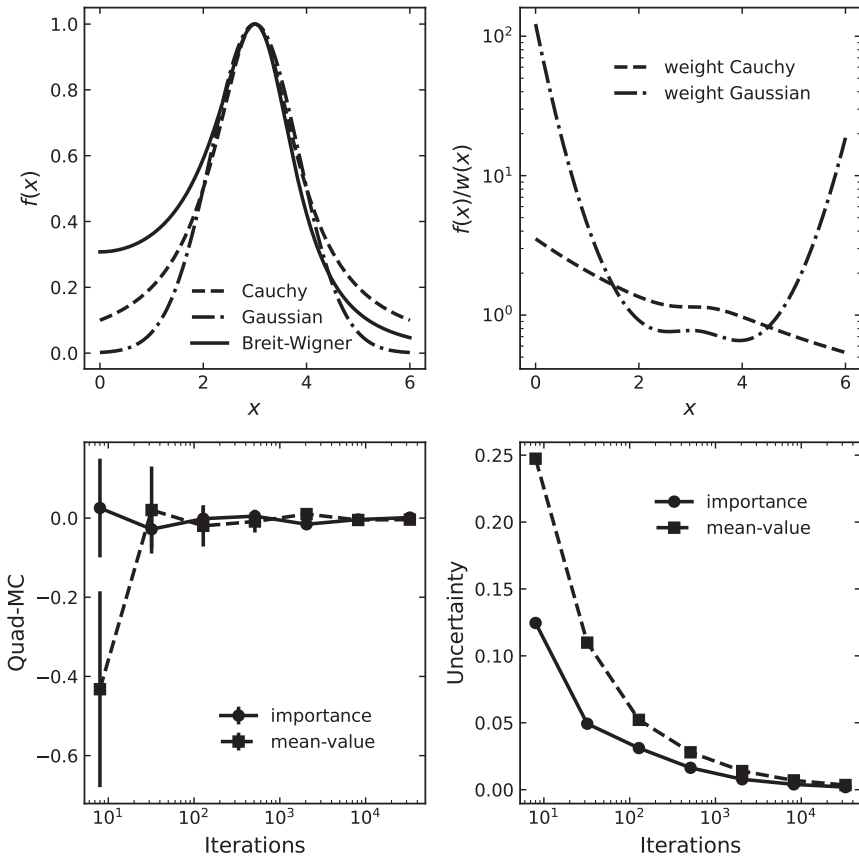 f(x)
1.0
0.8
0.6
0.4
0.2
0.0
Cauchy
Gaussian
Breit-Wigner
0 2 4 6
x
f(x)/w(x)
10²
10¹
10⁰
weight Cauchy
weight Gaussian
0 2 4 6
x
Quad-MC
0.0
−0.2
−0.4
−0.6
importance
mean-value
10¹ 10² 10³ 10⁴
Iterations
Uncertainty
0.25
0.20
0.15
0.10
0.05
0.00
importance
mean-value
10¹ 10² 10³ 10⁴
Iterations